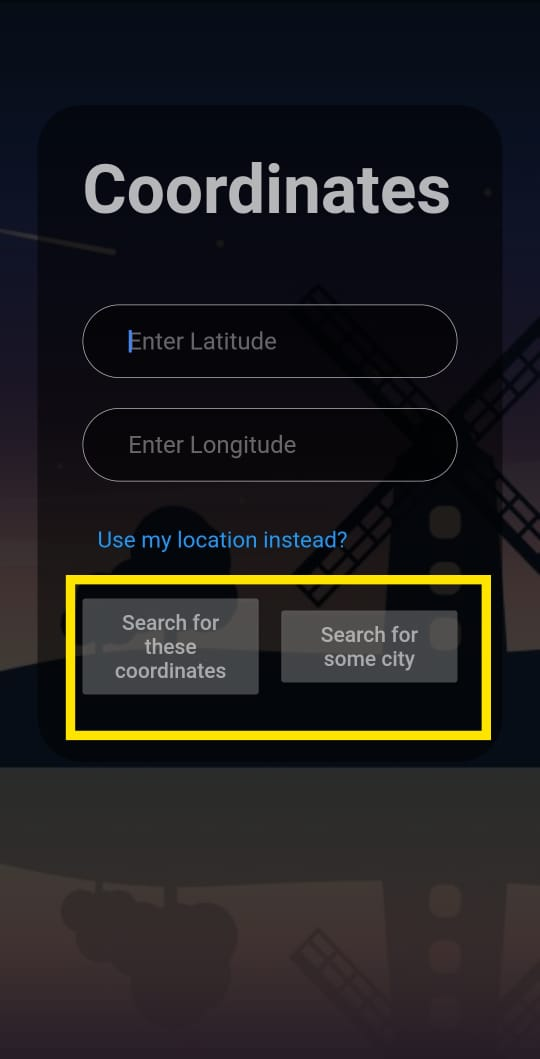 Coordinates
Enter Latitude
Enter Longitude
Use my location instead?
Search for
these
coordinates
Search for
some city